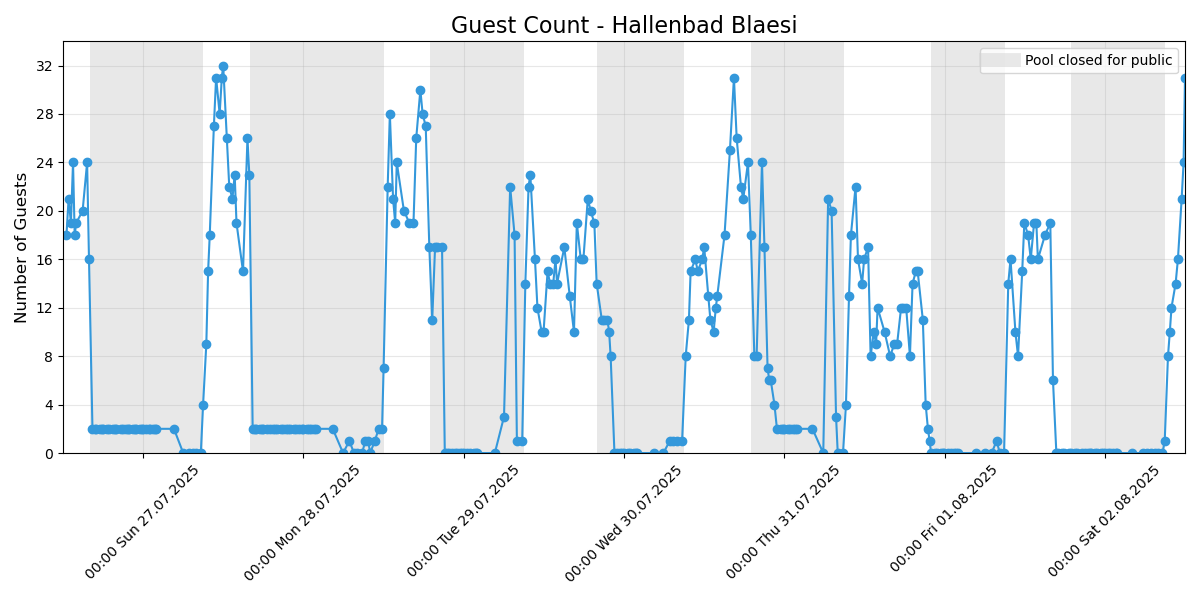 Guest Count - Hallenbad Blaesi
Pool closed for public
Number of Guests
32
28
24
20
16
12
8
4
0
00:00 Sun 27.07.2025
00:00 Mon 28.07.2025
00:00 Tue 29.07.2025
00:00 Wed 30.07.2025
00:00 Thu 31.07.2025
00:00 Fri 01.08.2025
00:00 Sat 02.08.2025